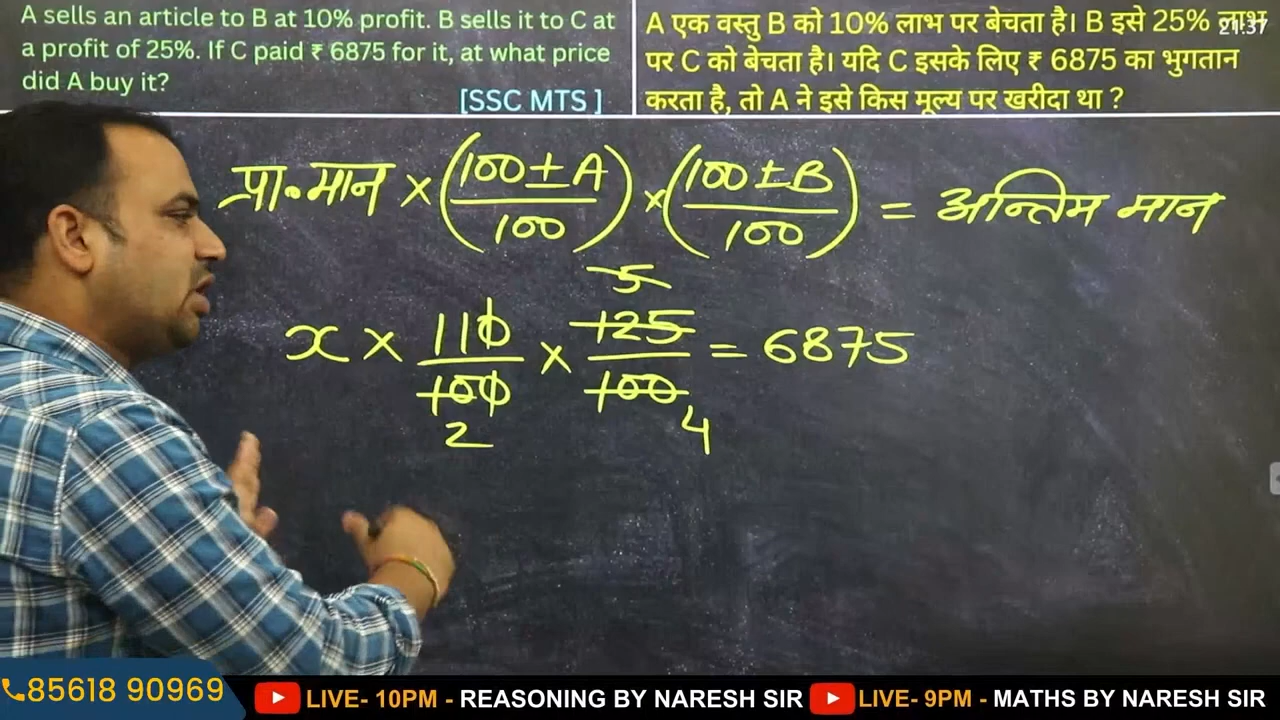 A sells an article to B at 10% profit. B sells it to C at
a profit of 25%. If C paid ₹ 6875 for it, at what price
did A buy it?
[SSC MTS ]
A एक वस्तु B को 10% लाभ पर बेचता है। B इसे 25% लाभ
पर C को बेचता है। यदि C इसके लिए ₹ 6875 का भुगतान
करता है, तो A ने इसे किस मूल्य पर खरीदा था ?
21:37
प्रा॰मान × (100 ± A / 100) × (100 ± B / 100) = अन्तिम मान
5
x × 110/100 × 125/100 = 6875
2 4
85618 90969
LIVE- 10PM - REASONING BY NARESH SIR
LIVE- 9PM - MATHS BY NARESH SIR